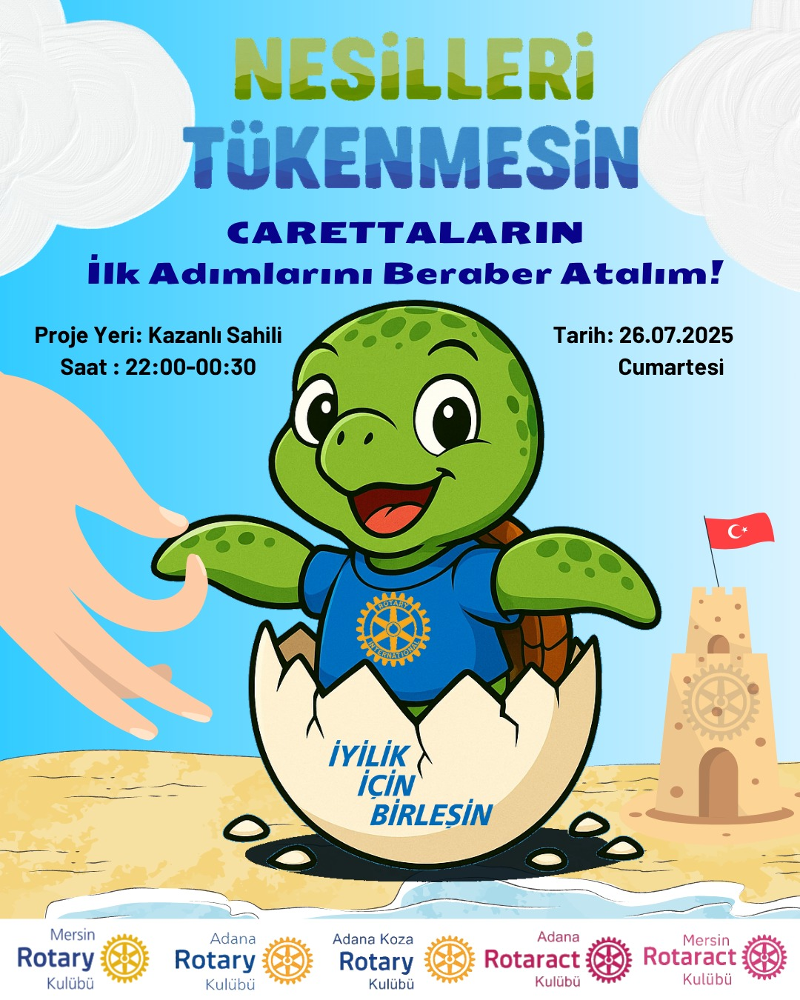 NESİLLERİ
TÜKENMESİN
CARETTALARIN
İlk Adımlarını Beraber Atalım!
Proje Yeri: Kazanlı Sahili
Saat : 22:00-00:30
Tarih: 26.07.2025
Cumartesi
ROTARY
INTERNATIONAL
İYİLİK
İÇİN
BİRLEŞİN
Mersin
Rotary
Kulübü
Adana
Rotary
Kulübü
Adana Koza
Rotary
Kulübü
Adana
Rotaract
Kulübü
Mersin
Rotaract
Kulübü